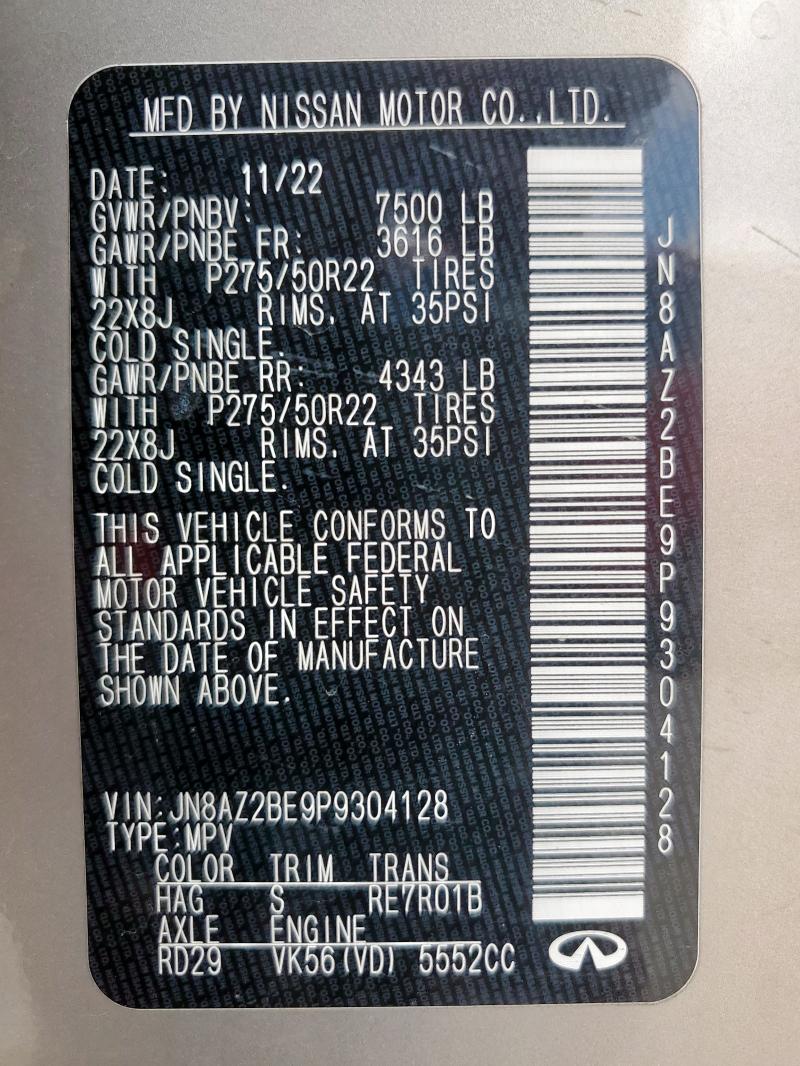 MFD BY NISSAN MOTOR CO.,LTD.
DATE: 11/22
GVWR/PNBV: 7500 LB
GAWR/PNBE FR: 3616 LB
WITH P275/50R22 TIRES
22X8J RIMS, AT 35PSI
COLD SINGLE.
GAWR/PNBE RR: 4343 LB
WITH P275/50R22 TIRES
22X8J RIMS, AT 35PSI
COLD SINGLE.
THIS VEHICLE CONFORMS TO
ALL APPLICABLE FEDERAL
MOTOR VEHICLE SAFETY
STANDARDS IN EFFECT ON
THE DATE OF MANUFACTURE
SHOWN ABOVE.
VIN:JN8AZ2BE9P9304128
TYPE:MPV
COLOR TRIM TRANS
HAG S RE7R01B
AXLE ENGINE
RD29 VK56(VD) 5552CC
JN8AZ2BE9P9304128